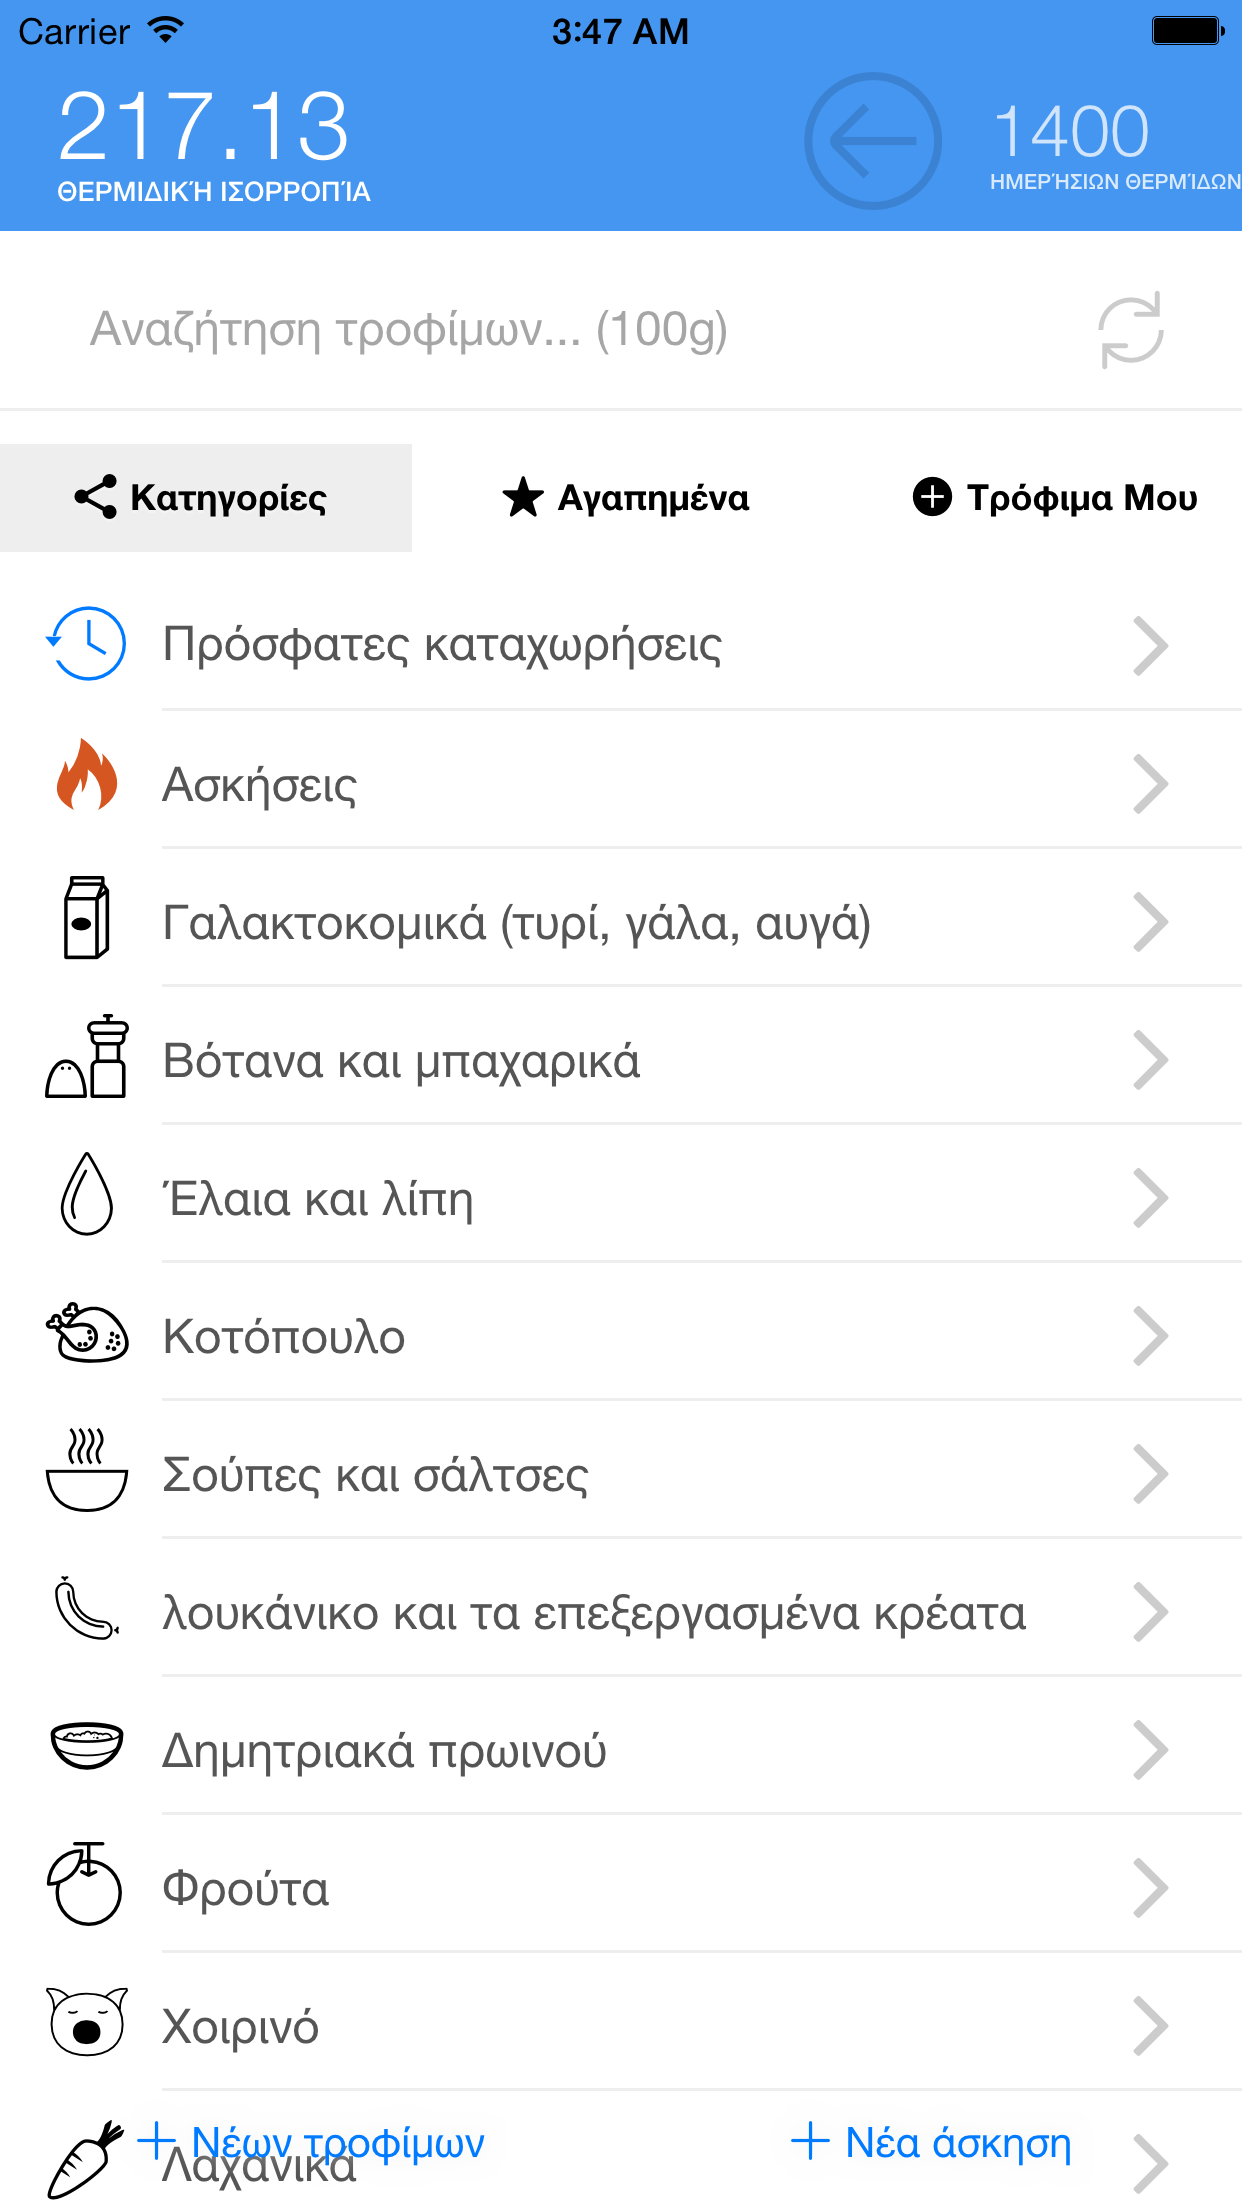 Carrier 3:47 AM
217.13
ΘΕΡΜΙΔΙΚΉ ΙΣΟΡΡΟΠΊΑ
1400
ΗΜΕΡΉΣΙΩΝ ΘΕΡΜΊΔΩΝ
Αναζήτηση τροφίμων... (100g)
Κατηγορίες Αγαπημένα Τρόφιμα Μου
Πρόσφατες καταχωρήσεις
Ασκήσεις
Γαλακτοκομικά (τυρί, γάλα, αυγά)
Βότανα και μπαχαρικά
Έλαια και λίπη
Κοτόπουλο
Σούπες και σάλτσες
λουκάνικο και τα επεξεργασμένα κρέατα
Δημητριακά πρωινού
Φρούτα
Χοιρινό
Νέων τροφίμων Νέα άσκηση
Λαχανικά